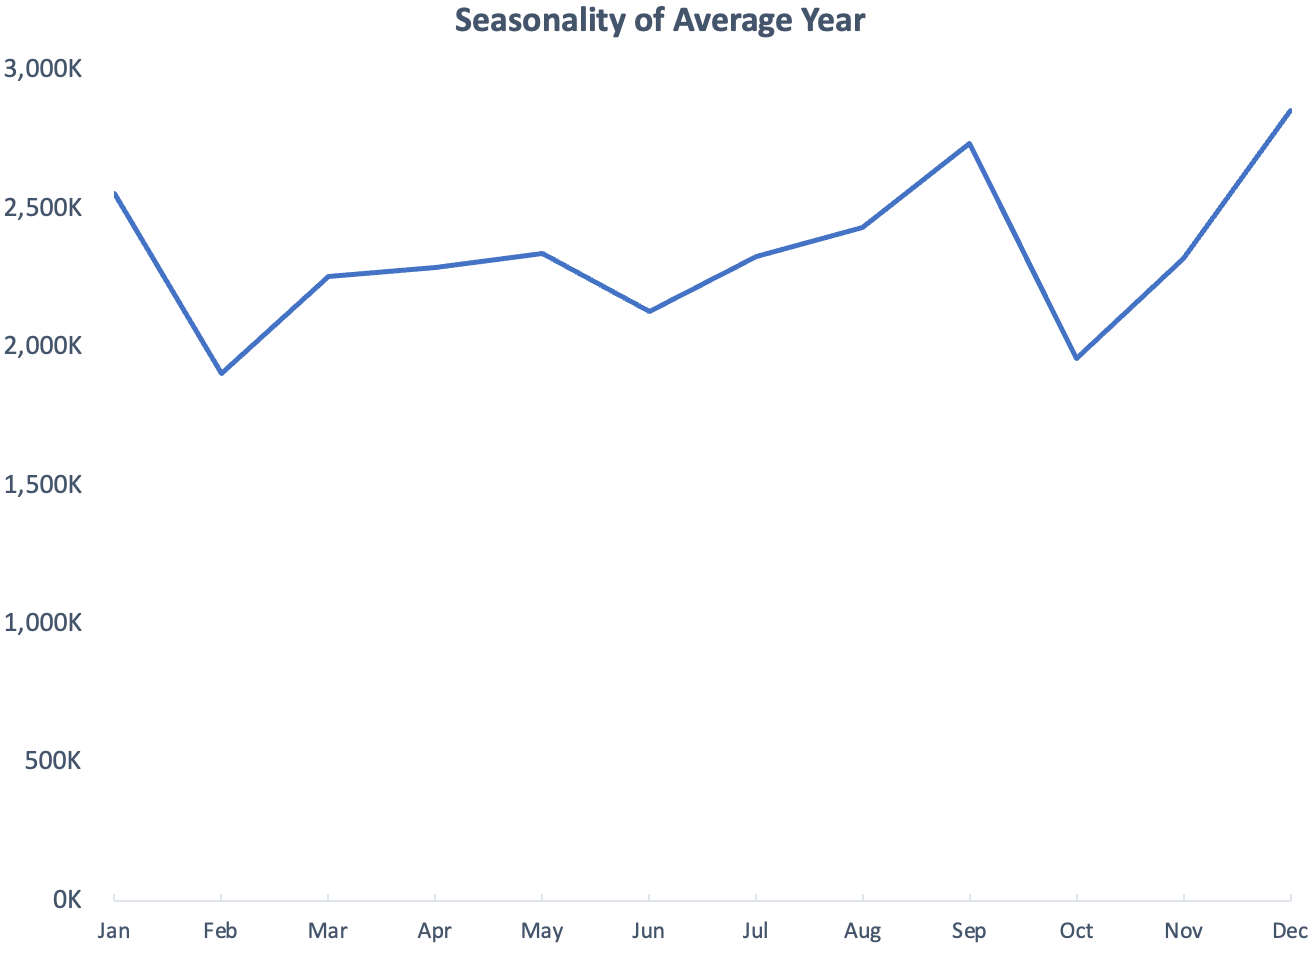 Seasonality of Average Year
3,000K
2,500K
2,000K
1,500K
1,000K
500K
0K
Jan Feb Mar Apr May Jun Jul Aug Sep Oct Nov Dec